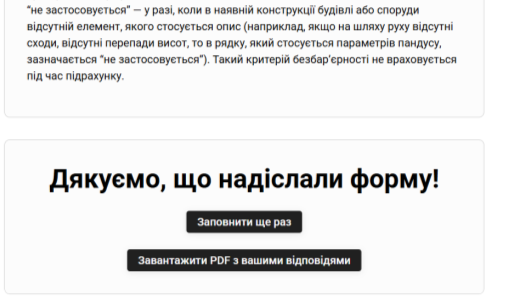 “не застосовується” — у разі, коли в наявній конструкції будівлі або споруди
відсутній елемент, якого стосується опис (наприклад, якщо на шляху руху відсутні
сходи, відсутні перепади висот, то в рядку, який стосується параметрів пандусу,
зазначається “не застосовується”). Такий критерій безбар’єрності не враховується
під час підрахунку.
Дякуємо, що надіслали форму!
Заповнити ще раз
Завантажити PDF з вашими відповідями